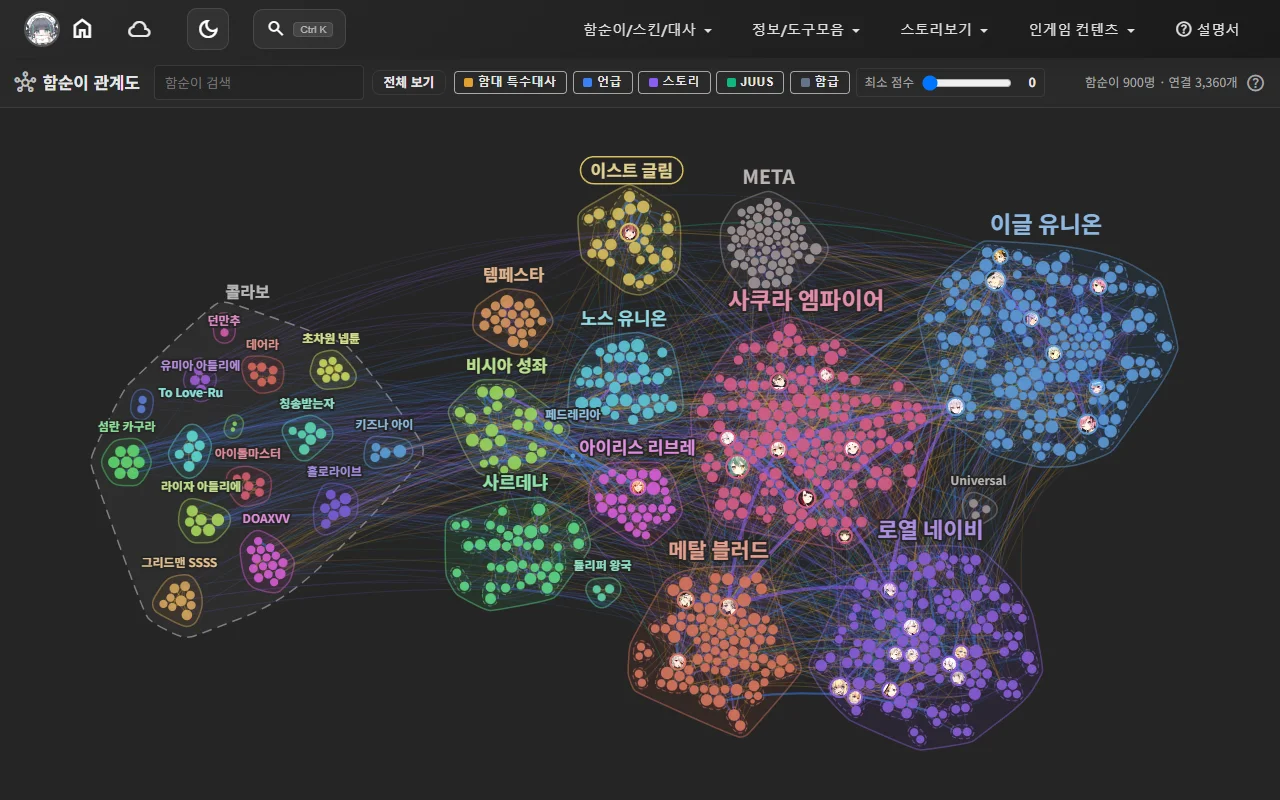 Ctrl K
함순이/스킨/대사
정보/도구모음
스토리보기
인게임 컨텐츠
설명서
함순이 관계도
함순이 검색
전체 보기
함대 특수대사
언급
스토리
JUUS
함급
최소 점수
0
함순이 900명 · 연결 3,360개
이스트 글림
META
이글 유니온
템페스타
콜라보
사쿠라 엠파이어
노스 유니온
던만추
데어라
초차원 넵튠
비시아 성좌
유미아 아틀리에
To Love-Ru
칭송받는자
페드레리아
섬란 카구라
키즈나 아이
아이리스 리브레
아이돌마스터
홀로라이브
사르데냐
Universal
라이자 아틀리에
DOAXVV
로열 네이비
메탈 블러드
그리드맨 SSSS
튤리퍼 왕국